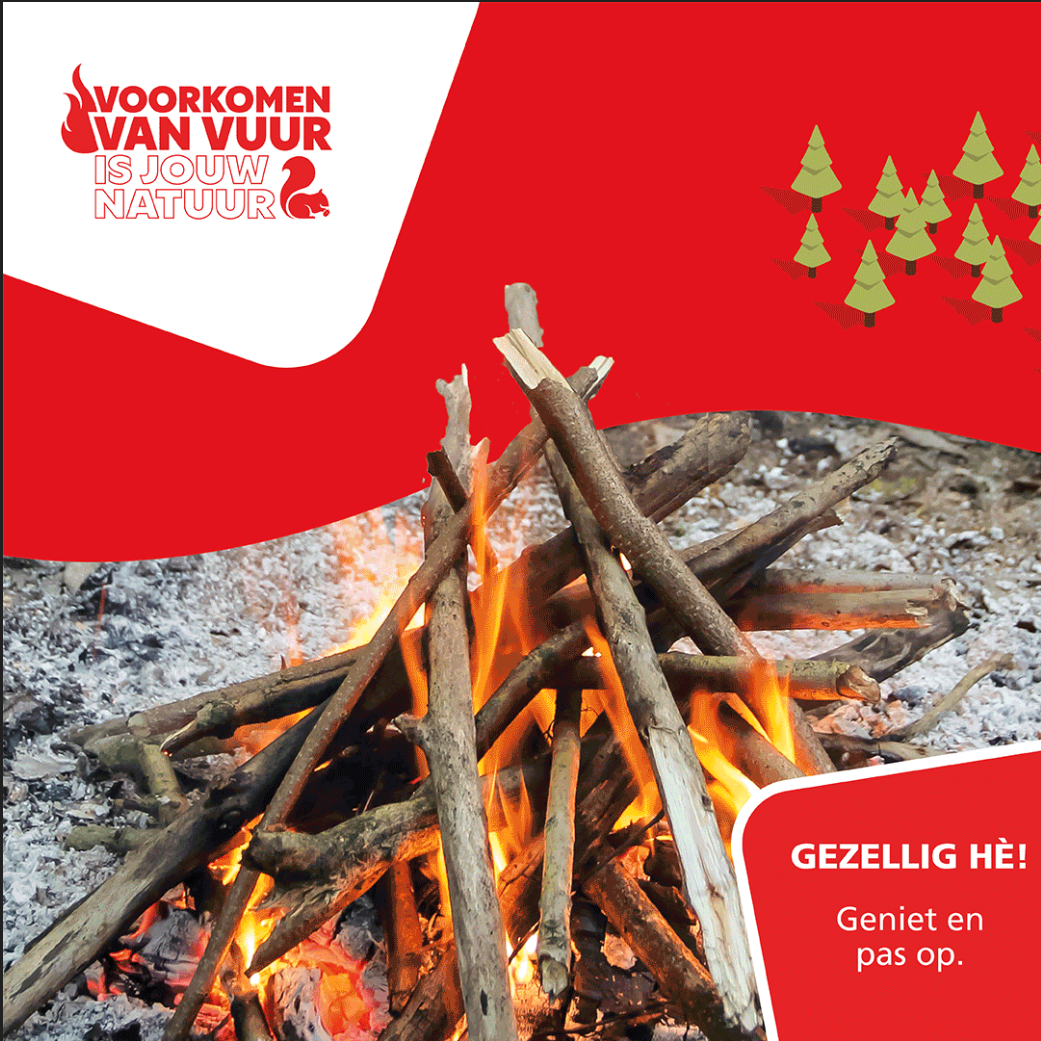 VOORKOMEN
VAN VUUR
IS JOUW
NATUUR
GEZELLIG HÈ!
Geniet en
pas op.